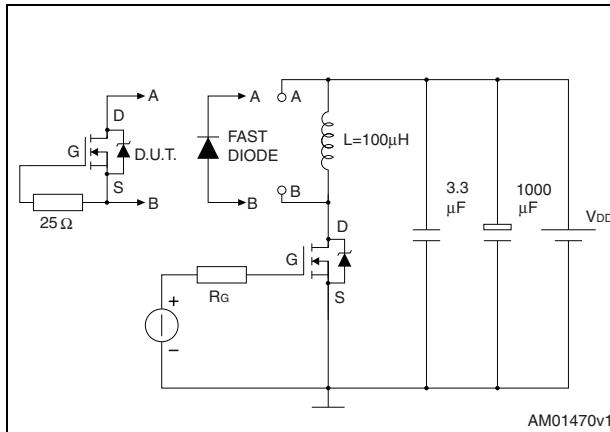 A
D
G
D.U.T.
S
B
25 Ω
A
FAST
DIODE
B
A
B
L=100μH
D
G
S
RG
+
–
3.3
μF
1000
μF
VDD
AM01470v1